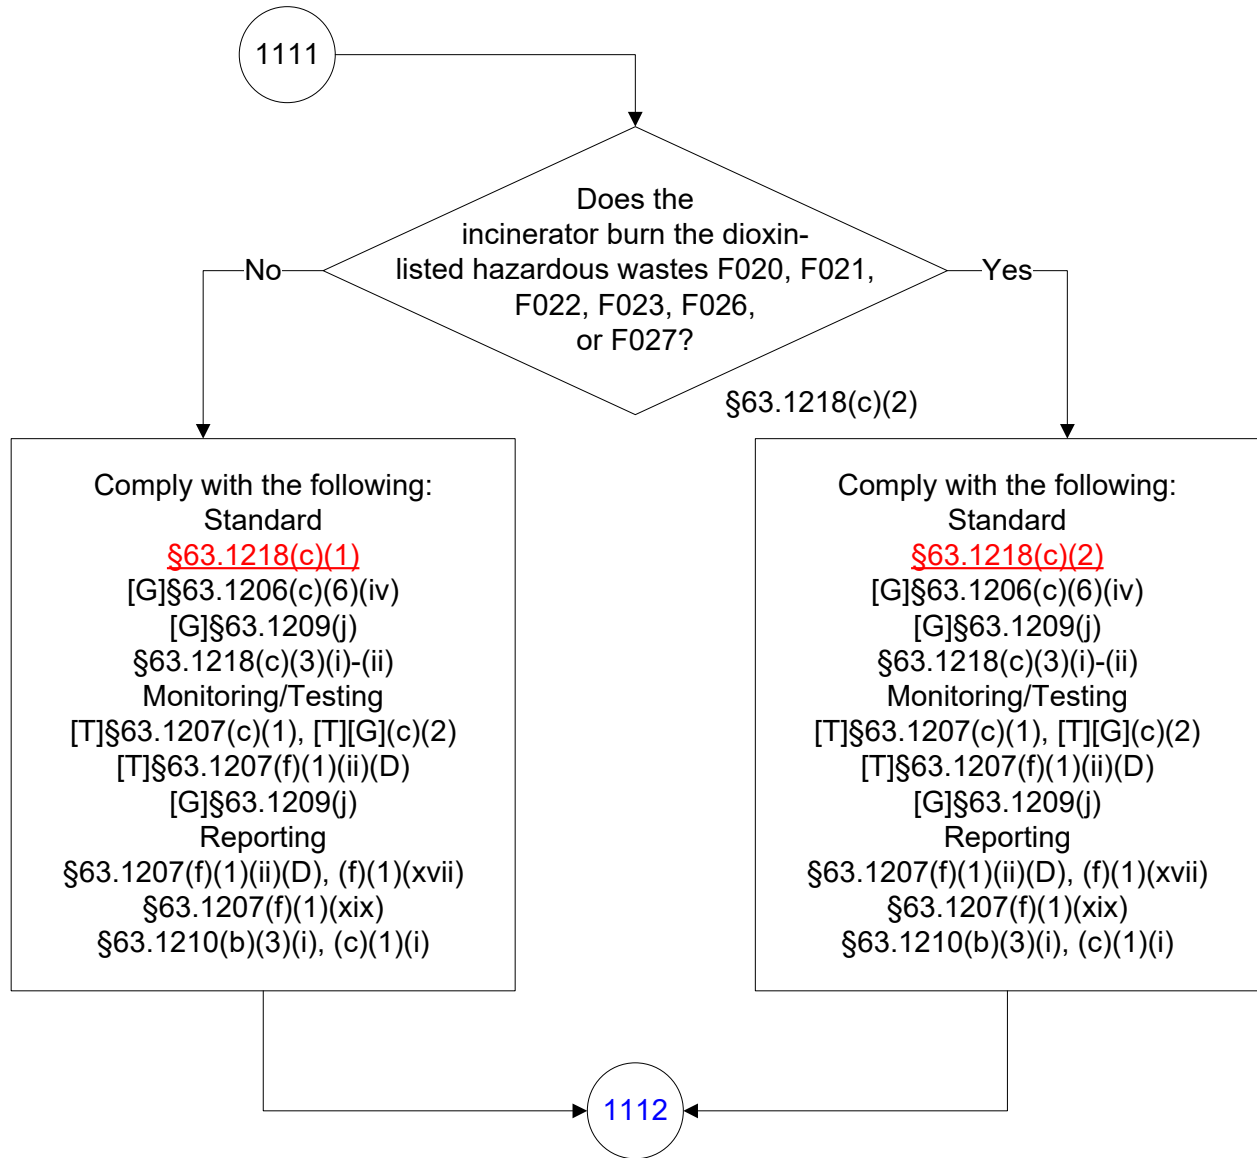 1111
Does the
incinerator burn the dioxin-
listed hazardous wastes F020, F021,
F022, F023, F026,
or F027?
No
Yes
§63.1218(c)(2)
Comply with the following:
Standard
§63.1218(c)(1)
[G]§63.1206(c)(6)(iv)
[G]§63.1209(j)
§63.1218(c)(3)(i)-(ii)
Monitoring/Testing
[T]§63.1207(c)(1), [T][G](c)(2)
[T]§63.1207(f)(1)(ii)(D)
[G]§63.1209(j)
Reporting
§63.1207(f)(1)(ii)(D), (f)(1)(xvii)
§63.1207(f)(1)(xix)
§63.1210(b)(3)(i), (c)(1)(i)
Comply with the following:
Standard
§63.1218(c)(2)
[G]§63.1206(c)(6)(iv)
[G]§63.1209(j)
§63.1218(c)(3)(i)-(ii)
Monitoring/Testing
[T]§63.1207(c)(1), [T][G](c)(2)
[T]§63.1207(f)(1)(ii)(D)
[G]§63.1209(j)
Reporting
§63.1207(f)(1)(ii)(D), (f)(1)(xvii)
§63.1207(f)(1)(xix)
§63.1210(b)(3)(i), (c)(1)(i)
1112